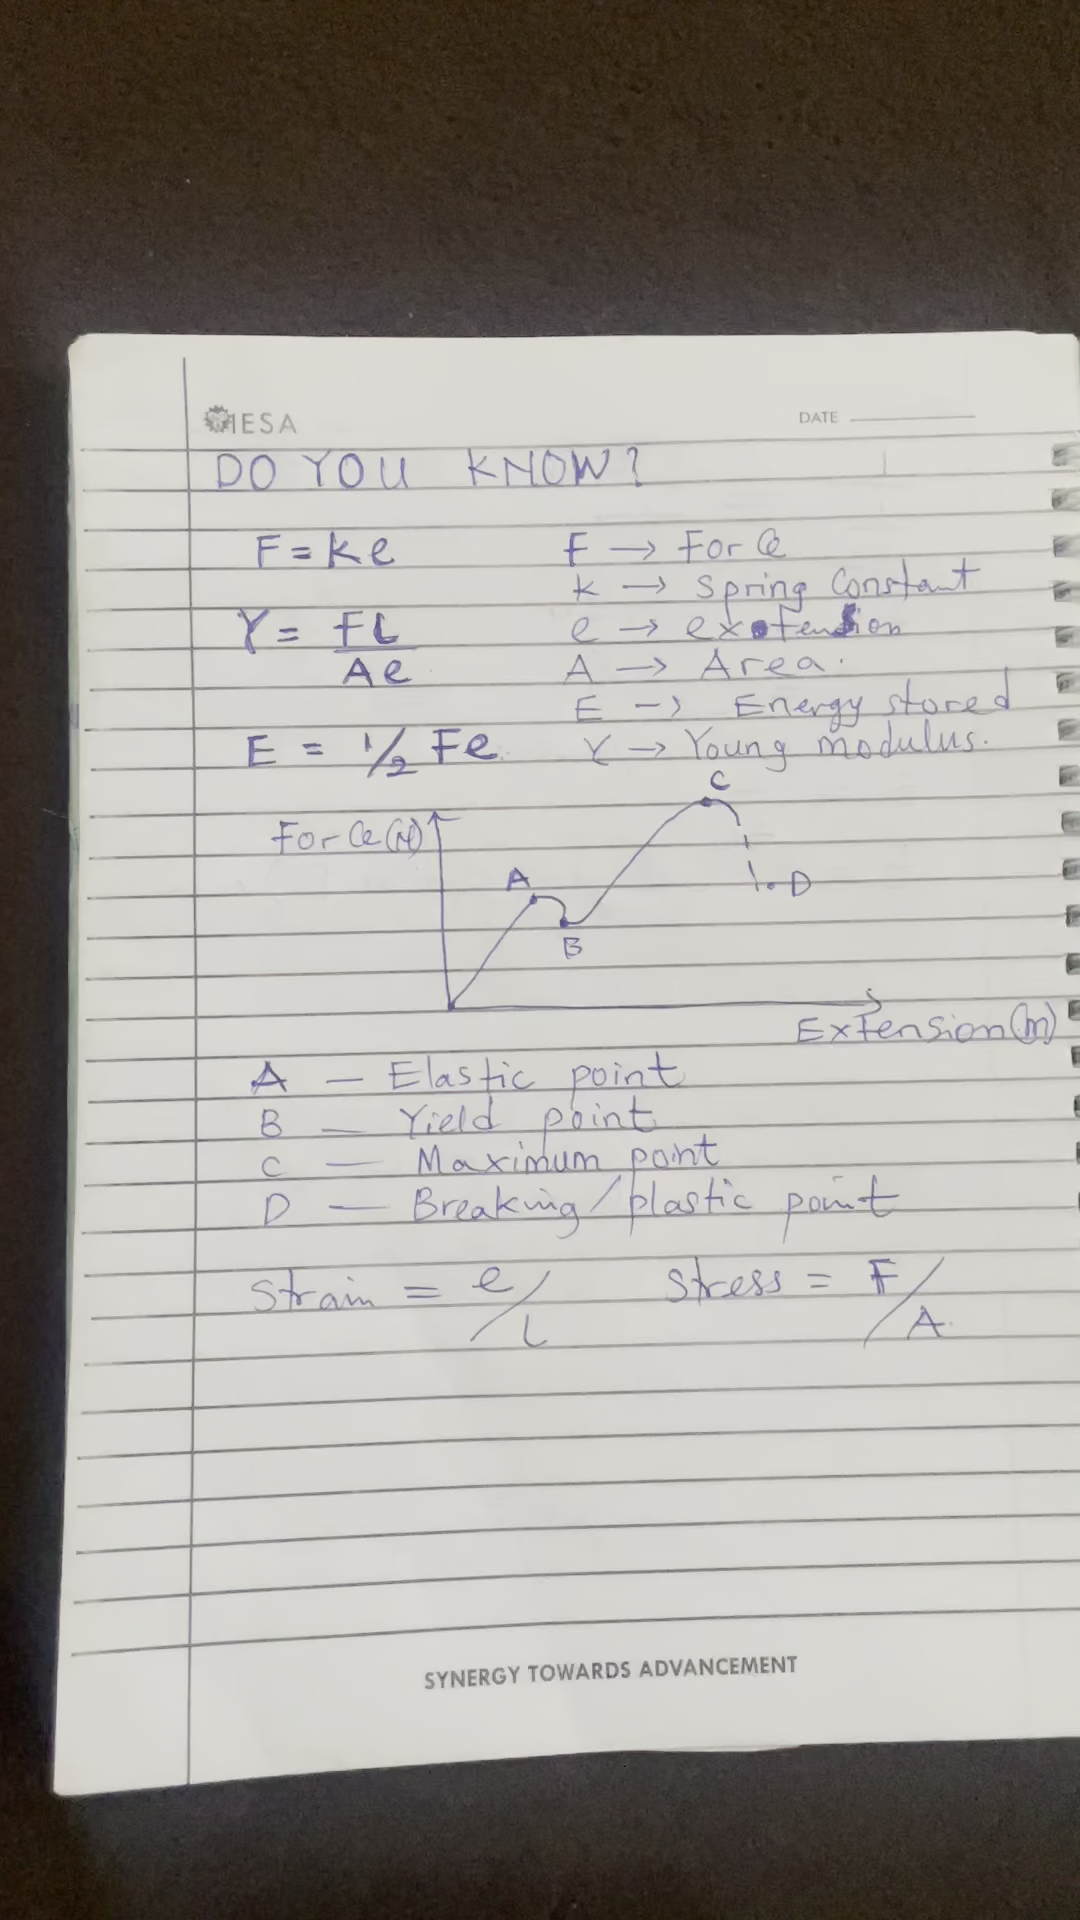 IESA
DATE
DO YOU KNOW?
F = Ke
F → Force
K → Spring Constant
Y = FL
Ae
e → extension
A → Area.
E → Energy stored
E = 1/2 Fe
Y → Young modulus.
C
Force (N)
A
D
B
Extension (m)
A — Elastic point
B — Yield point
C — Maximum point
D — Breaking/plastic point
Strain = e/L Stress = F/A.
SYNERGY TOWARDS ADVANCEMENT